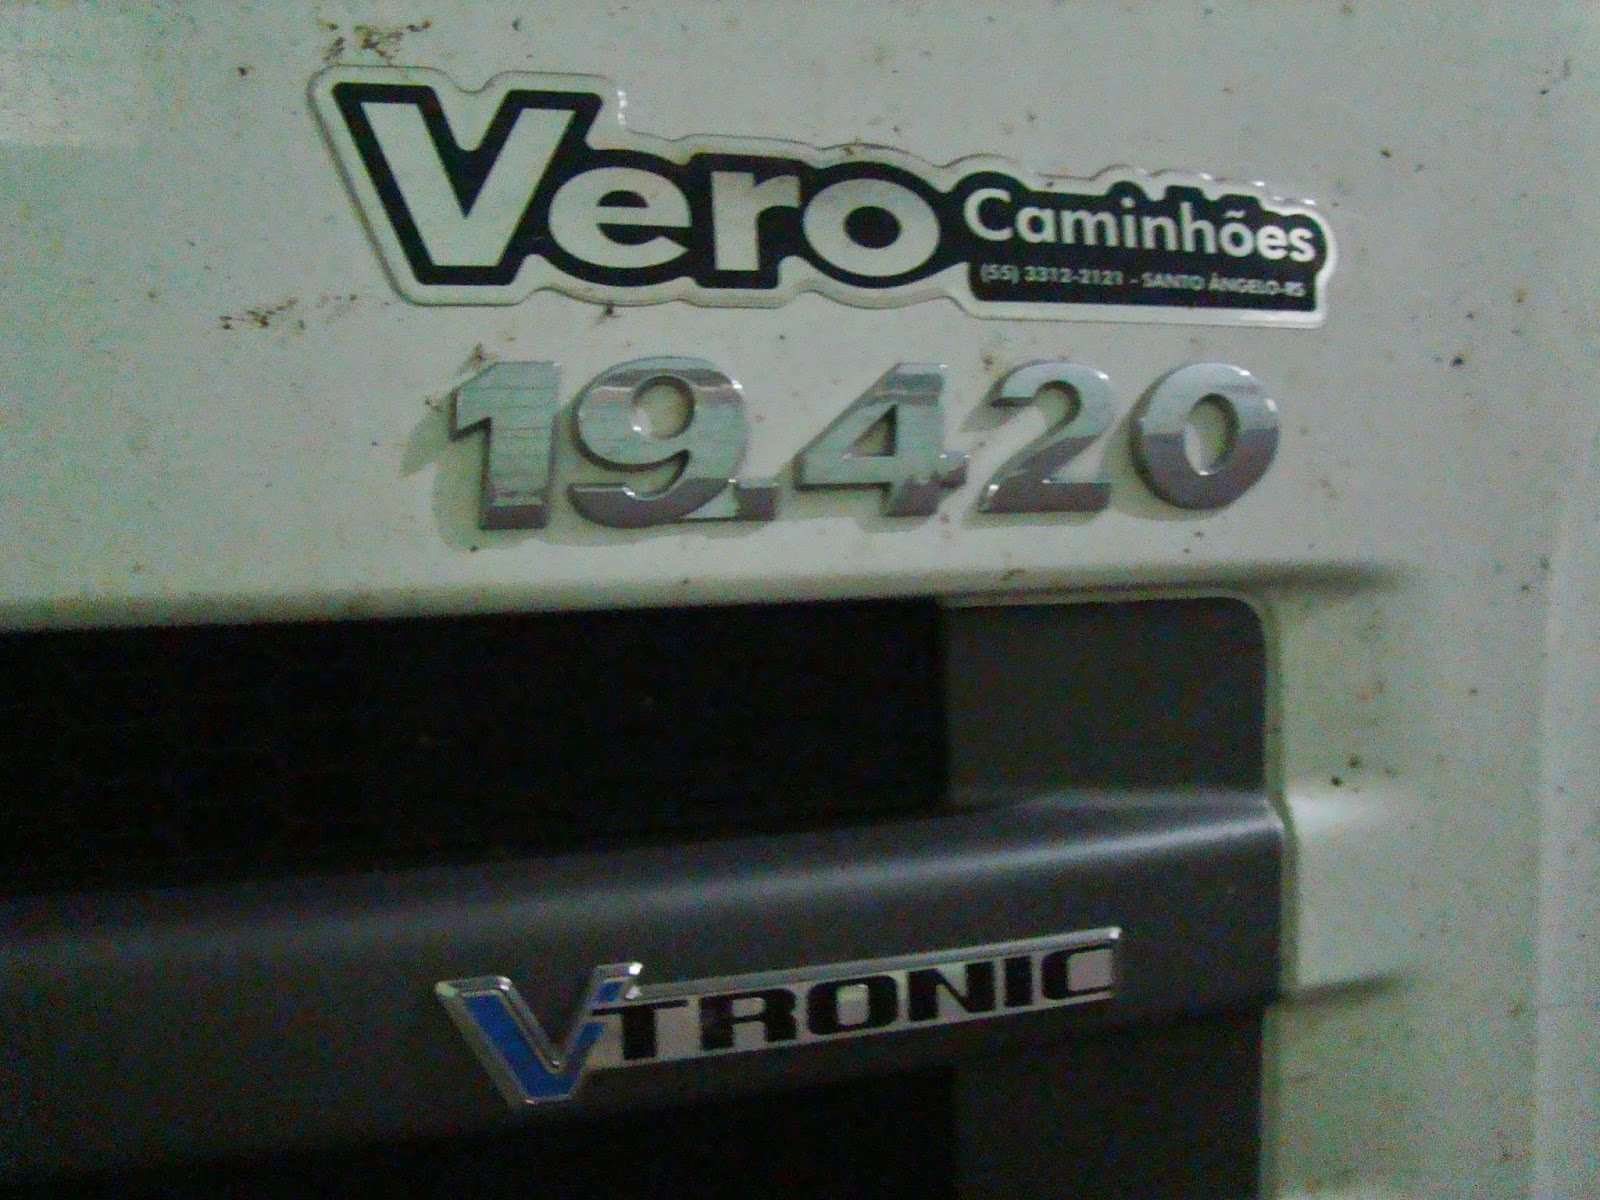 Vero Caminhões
(55) 3312-2121 - SANTO ÂNGELO-RS
19.420
VTRONIC